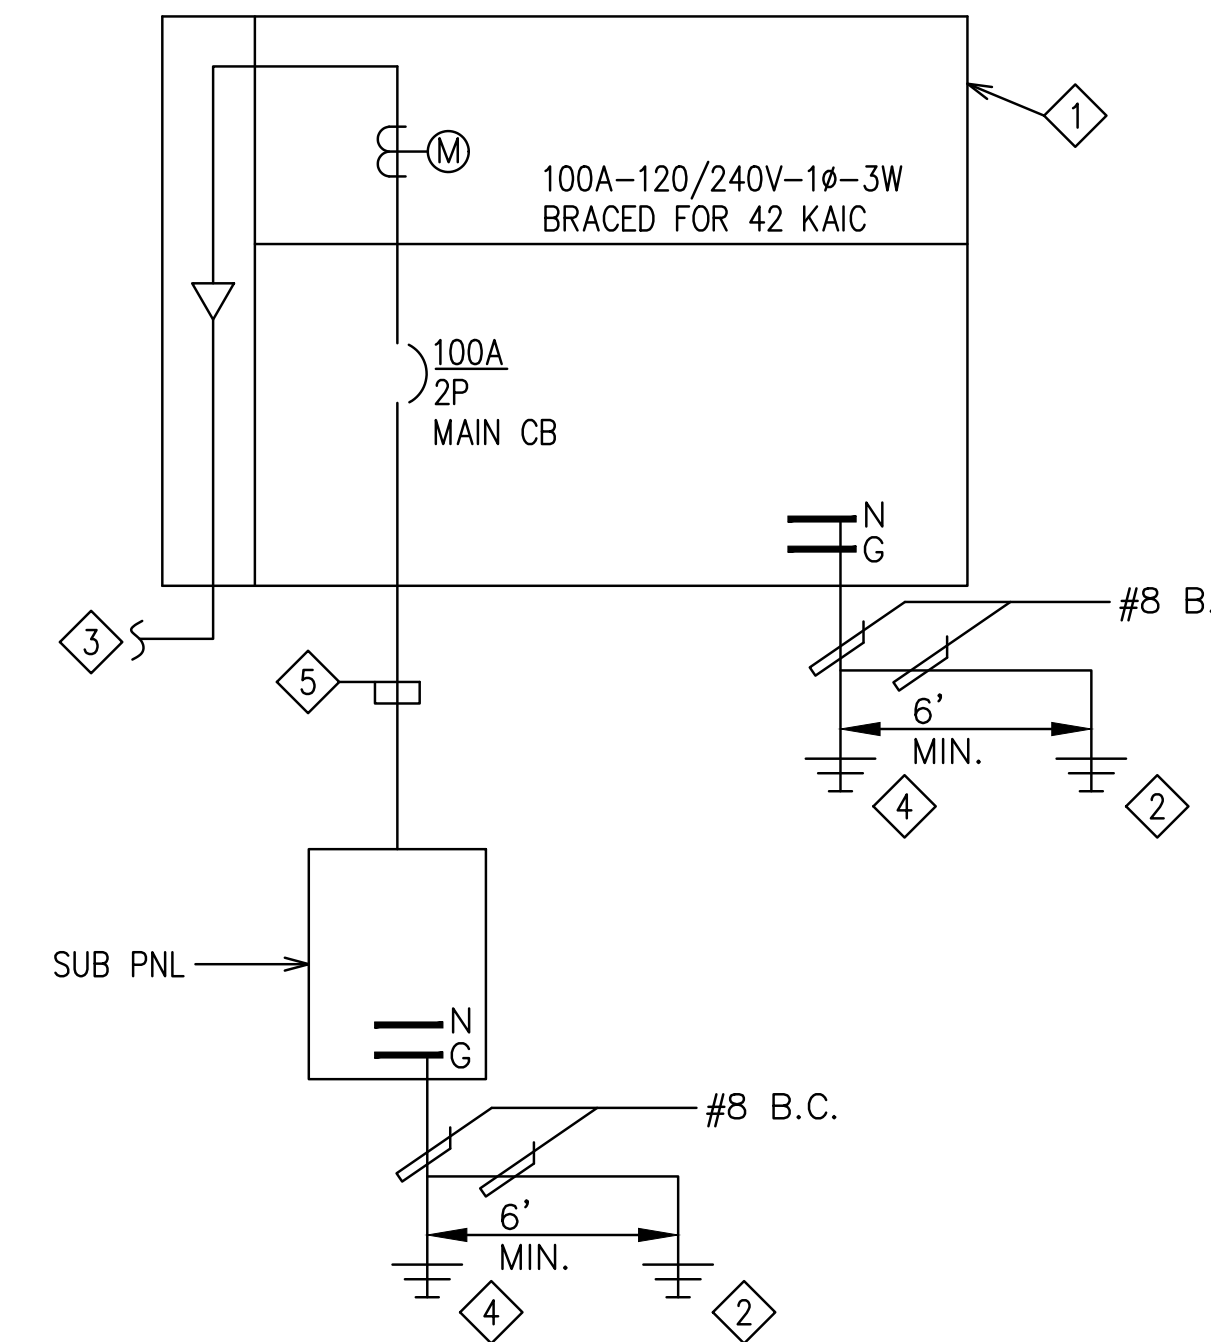 1
M
100A-120/240V-1ø-3W
BRACED FOR 42 KAIC
100A
2P
MAIN CB
N
G
3
#8 B.
5
6'
MIN.
4
2
SUB PNL
N
G
#8 B.C.
6'
MIN.
4
2